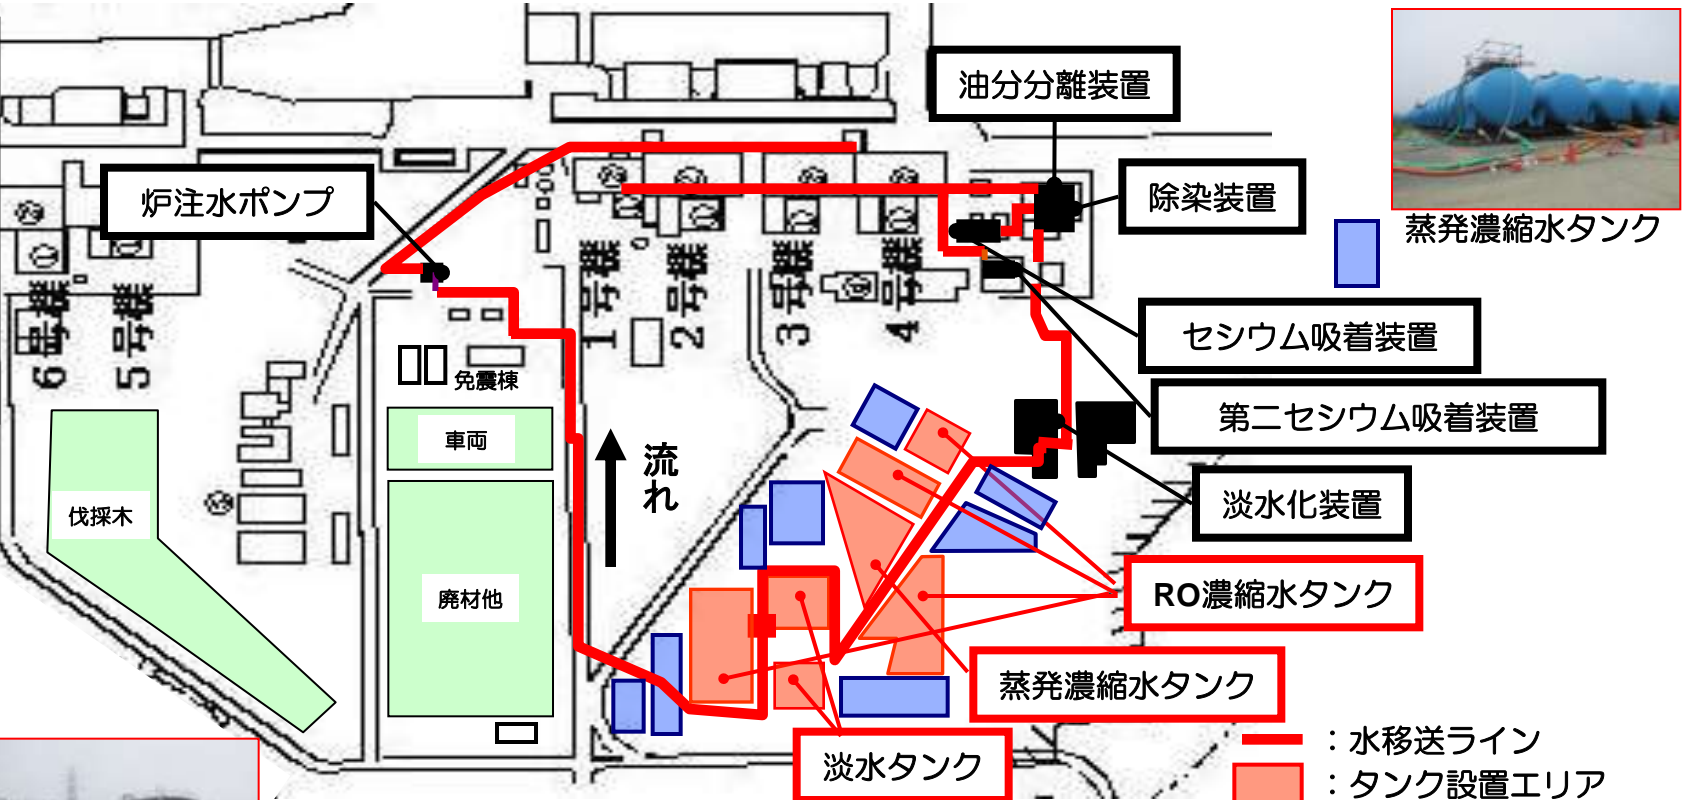 油分分離装置
除染装置
炉注水ポンプ
蒸発濃縮水タンク
6号機
5号機
1号機
2号機
3号機
4号機
セシウム吸着装置
第二セシウム吸着装置
免震棟
車両
流れ
伐採木
淡水化装置
廃材他
RO濃縮水タンク
蒸発濃縮水タンク
淡水タンク
：水移送ライン
：タンク設置エリア